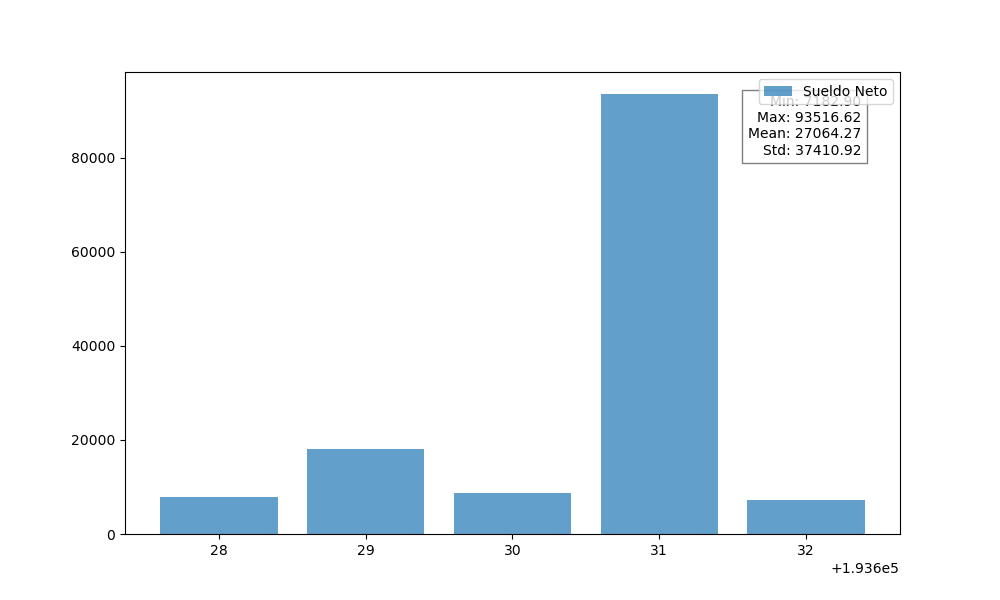 80000
60000
40000
20000
0
28 29 30 31 32
+1.936e5
Sueldo Neto
Min: 7182.90
Max: 93516.62
Mean: 27064.27
Std: 37410.92